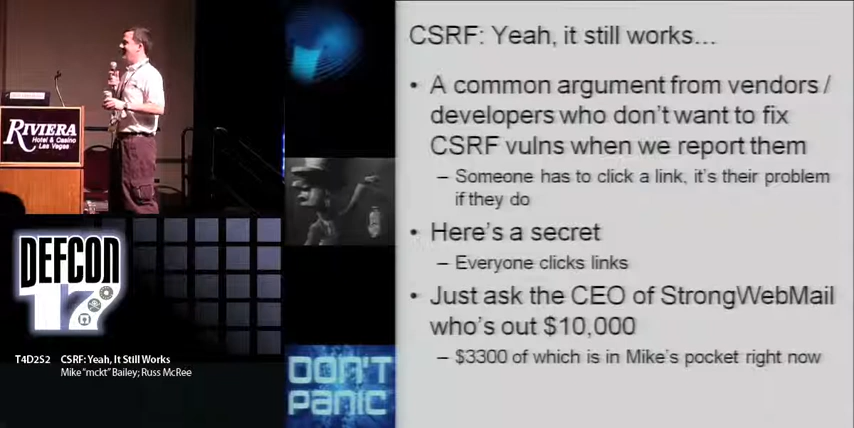 RIVIERA
Hotel & Casino
Las Vegas
DEFCON
17
T4D2S2 CSRF: Yeah, It Still Works
Mike "mckt" Bailey; Russ McRee
DON'T
PANIC
CSRF: Yeah, it still works…
• A common argument from vendors /
developers who don't want to fix
CSRF vulns when we report them
– Someone has to click a link, it's their problem
if they do
• Here's a secret
– Everyone clicks links
• Just ask the CEO of StrongWebMail
who's out $10,000
– $3300 of which is in Mike's pocket right now